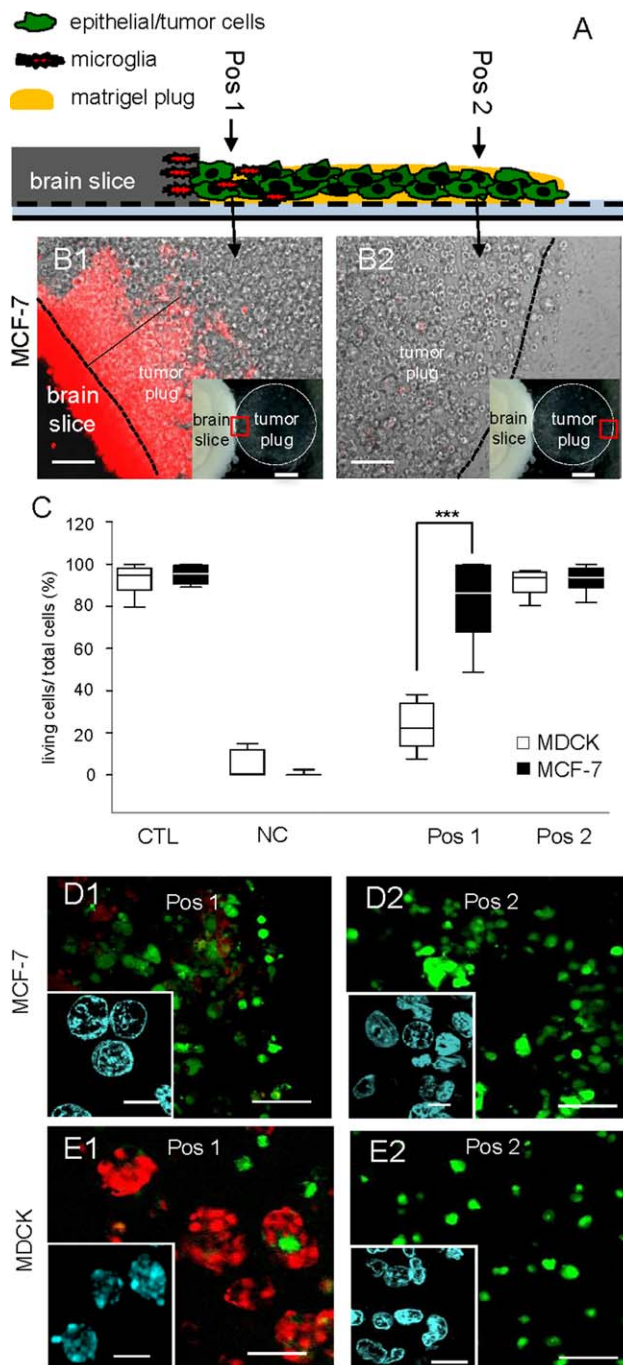 A
epithelial/tumor cells
microglia
matrigel plug
Pos 1
Pos 2
brain slice
MCF-7
B1
tumor
plug
brain
slice
brain
slice
tumor
plug
B2
tumor
plug
brain
slice
tumor
plug
C
living cells/ total cells (%)
120
100
80
60
40
20
0
***
MDCK
MCF-7
CTL
NC
Pos 1
Pos 2
MCF-7
D1
Pos 1
D2
Pos 2
MDCK
E1
Pos 1
E2
Pos 2